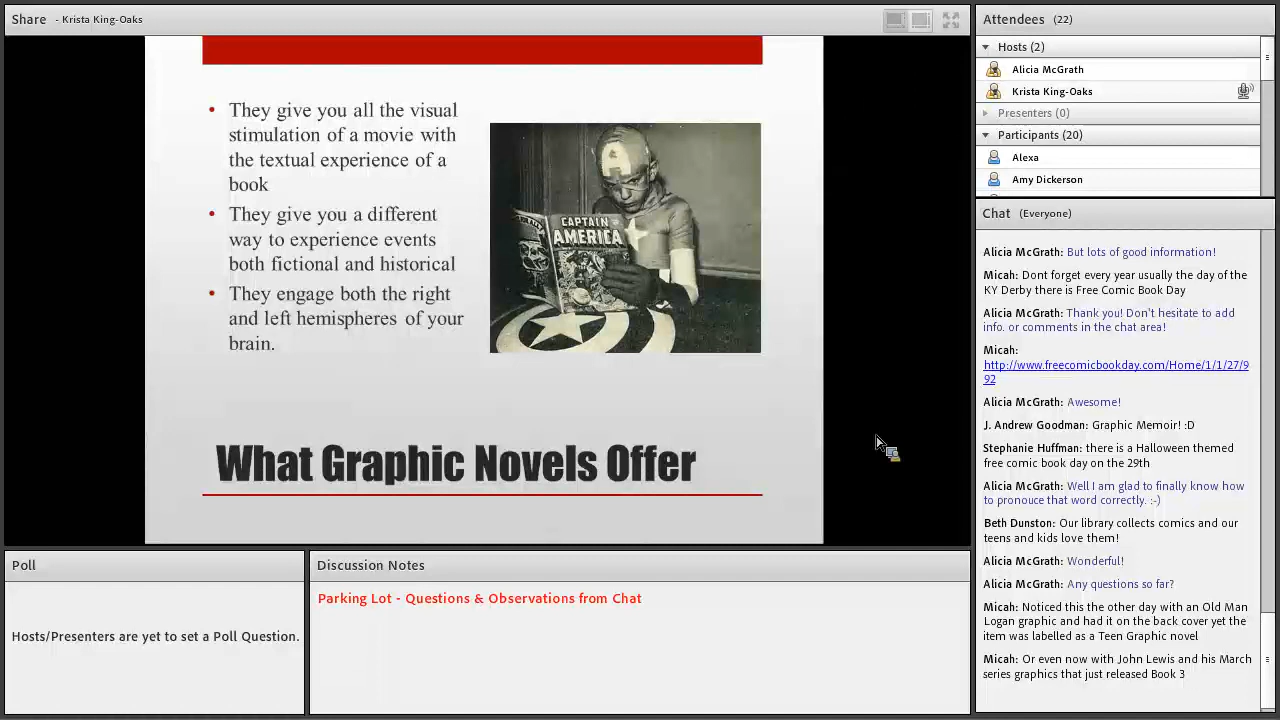 Share - Krista King-Oaks
• They give you all the visual
stimulation of a movie with
the textual experience of a
book
• They give you a different
way to experience events
both fictional and historical
• They engage both the right
and left hemispheres of your
brain.
CAPTAIN
AMERICA
What Graphic Novels Offer
Poll
Hosts/Presenters are yet to set a Poll Question.
Discussion Notes
Parking Lot - Questions & Observations from Chat
Attendees (22)
Hosts (2)
Alicia McGrath
Krista King-Oaks
Presenters (0)
Participants (20)
Alexa
Amy Dickerson
Chat (Everyone)
Alicia McGrath: But lots of good information!
Micah: Dont forget every year usually the day of the
KY Derby there is Free Comic Book Day
Alicia McGrath: Thank you! Don't hesitate to add
info. or comments in the chat area!
Micah:
http://www.freecomicbookday.com/Home/1/1/27/9
92
Alicia McGrath: Awesome!
J. Andrew Goodman: Graphic Memoir! :D
Stephanie Huffman: there is a Halloween themed
free comic book day on the 29th
Alicia McGrath: Well I am glad to finally know how
to pronouce that word correctly. :-)
Beth Dunston: Our library collects comics and our
teens and kids love them!
Alicia McGrath: Wonderful!
Alicia McGrath: Any questions so far?
Micah: Noticed this the other day with an Old Man
Logan graphic and had it on the back cover yet the
item was labelled as a Teen Graphic novel
Micah: Or even now with John Lewis and his March
series graphics that just released Book 3